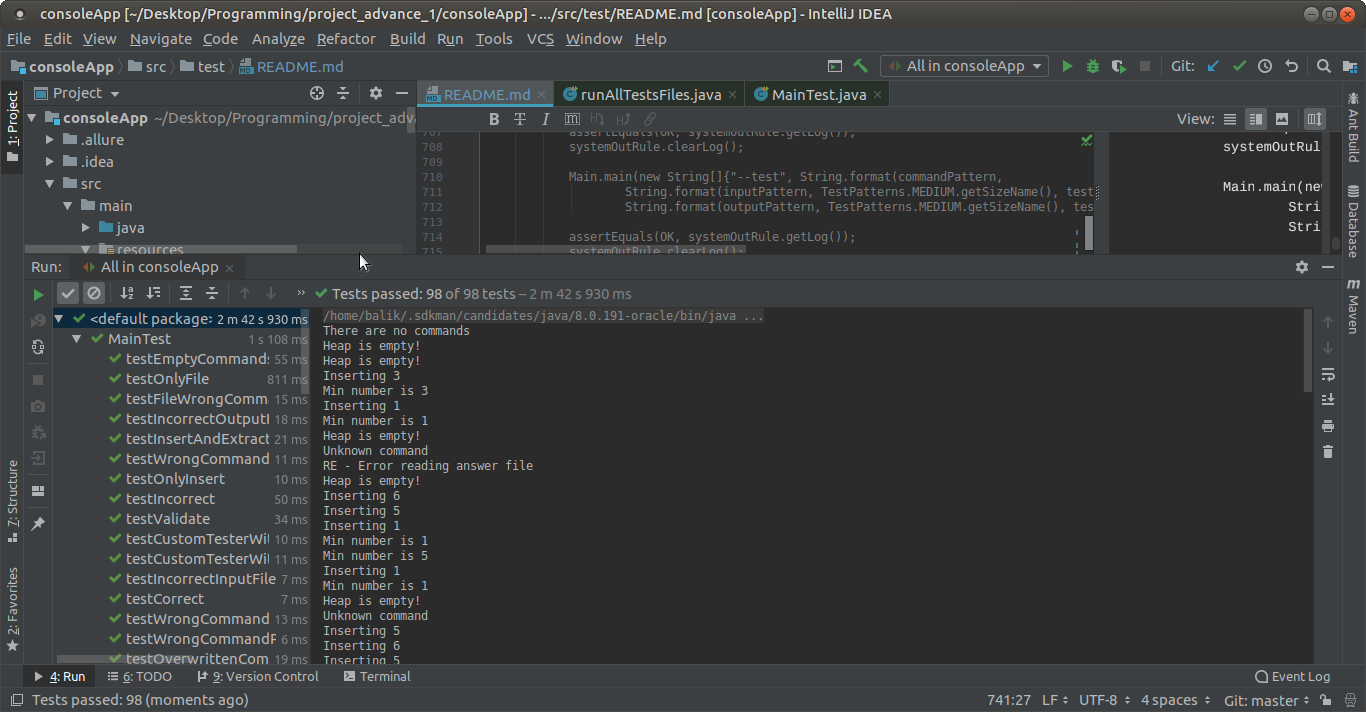 consoleApp [~/Desktop/Programming/project_advance_1/consoleApp] - .../src/test/README.md [consoleApp] - IntelliJ IDEA
File Edit View Navigate Code Analyze Refactor Build Run Tools VCS Window Help
consoleApp src test README.md All in consoleApp Git:
1: Project
Project
README.md runAllTestsFiles.java MainTest.java
consoleApp ~/Desktop/Programming/project_adv
.allure
.idea
src
main
java
resources
B T I m View:
707 assertEquals(OK, systemOutRule.getLog());
708 systemOutRule.clearLog();
709
710 Main.main(new String[]{"--test", String.format(commandPattern,
711 String.format(inputPattern, TestPatterns.MEDIUM.getSizeName(), test
712 String.format(outputPattern, TestPatterns.MEDIUM.getSizeName(), tes
713
714 assertEquals(OK, systemOutRule.getLog());
715 systemOutRule.clearLog();
systemOutRul
Main.main(new
Stri
Stri
Ant Build
Database
m Maven
Run: All in consoleApp
Tests passed: 98 of 98 tests – 2 m 42 s 930 ms
<default package> 2 m 42 s 930 ms
MainTest 1 s 108 ms
testEmptyCommands 55 ms
testOnlyFile 811 ms
testFileWrongComm 15 ms
testIncorrectOutputF 18 ms
testInsertAndExtract 21 ms
testWrongCommand 11 ms
testOnlyInsert 10 ms
testIncorrect 50 ms
testValidate 34 ms
testCustomTesterWi 10 ms
testCustomTesterWi 11 ms
testIncorrectInputFile 7 ms
testCorrect 7 ms
testWrongCommand 13 ms
testWrongCommandF 6 ms
testOverwrittenCom 19 ms
/home/balik/.sdkman/candidates/java/8.0.191-oracle/bin/java ...
There are no commands
Heap is empty!
Heap is empty!
Inserting 3
Min number is 3
Inserting 1
Min number is 1
Heap is empty!
Unknown command
RE - Error reading answer file
Heap is empty!
Inserting 6
Inserting 5
Inserting 1
Min number is 1
Min number is 5
Inserting 1
Min number is 1
Heap is empty!
Unknown command
Inserting 5
Inserting 6
Inserting 5
7: Structure
2: Favorites
4: Run 6: TODO 9: Version Control Terminal Event Log
Tests passed: 98 (moments ago) 741:27 LF UTF-8 4 spaces Git: master